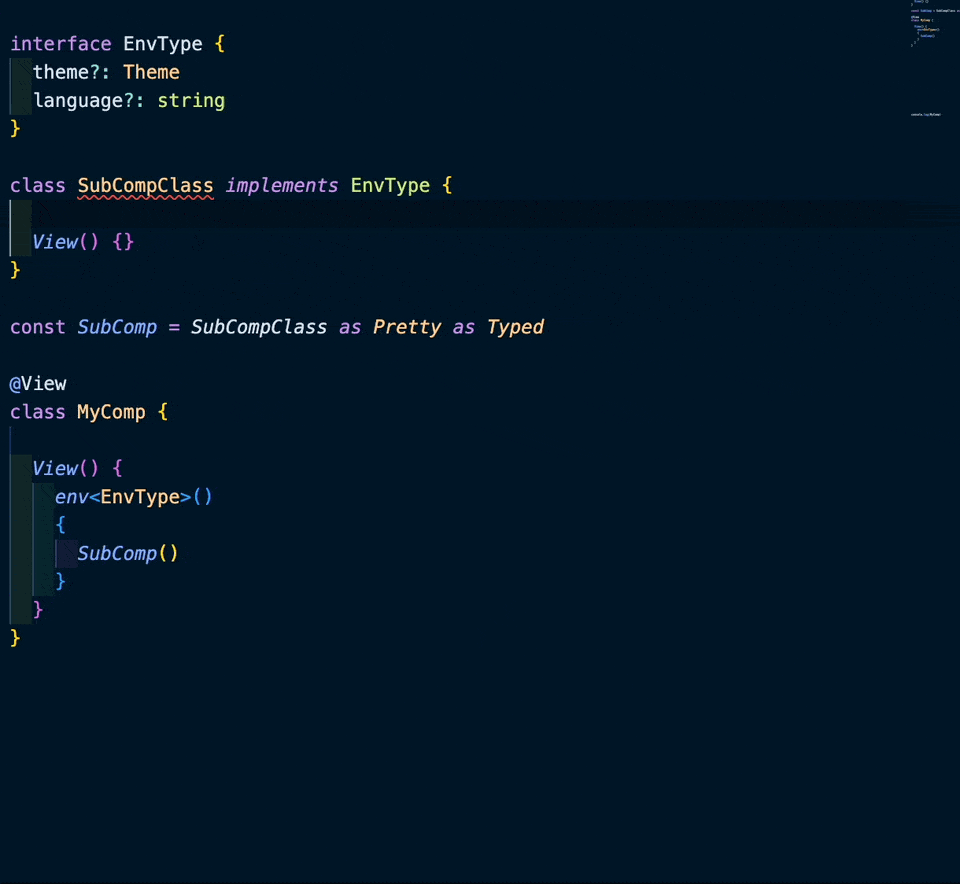 interface EnvType {
theme?: Theme
language?: string
}
class SubCompClass implements EnvType {
View() {}
}
const SubComp = SubCompClass as Pretty as Typed
@View
class MyComp {
View() {
env<EnvType>()
{
SubComp()
}
}
}